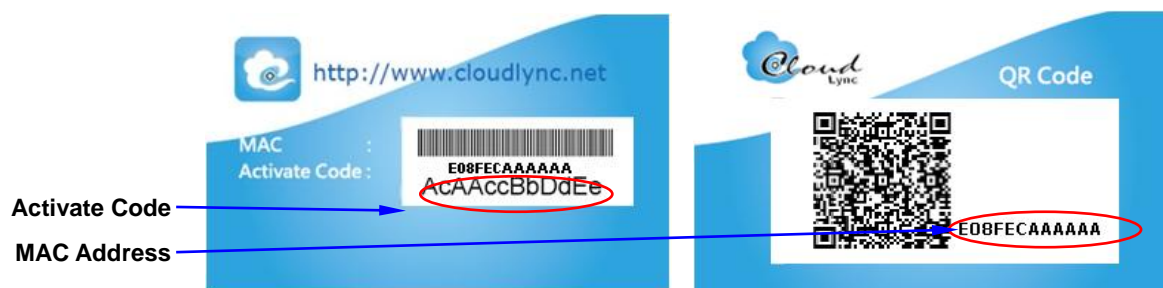 http://www.cloudlync.net
MAC :
Activate Code :
E08FECAAAAAA
AcAAccBbDdEe
Cloud
Lync
QR Code
E08FECAAAAAA
Activate Code
MAC Address